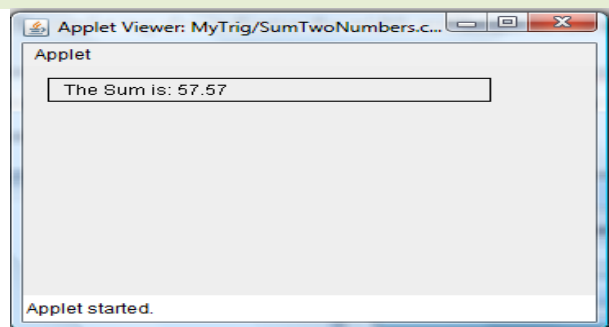 Applet Viewer: MyTrig/SumTwoNumbers.c...
Applet
The Sum is: 57.57
Applet started.